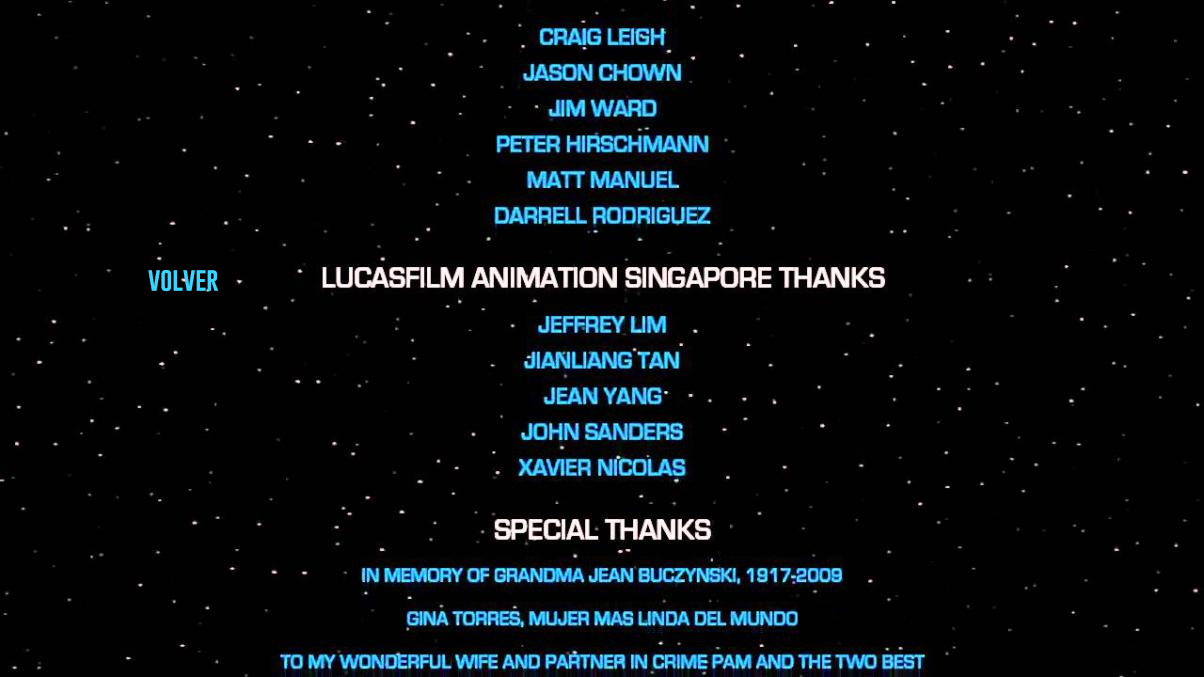 CRAIG LEIGH
JASON CHOWN
JIM WARD
PETER HIRSCHMANN
MATT MANUEL
DARRELL RODRIGUEZ
VOLVER
LUCASFILM ANIMATION SINGAPORE THANKS
JEFFREY LIM
JIANLIANG TAN
JEAN YANG
JOHN SANDERS
XAVIER NICOLAS
SPECIAL THANKS
IN MEMORY OF GRANDMA JEAN BUCZYNSKI, 1917-2009
GINA TORRES, MUJER MAS LINDA DEL MUNDO
TO MY WONDERFUL WIFE AND PARTNER IN CRIME PAM AND THE TWO BEST